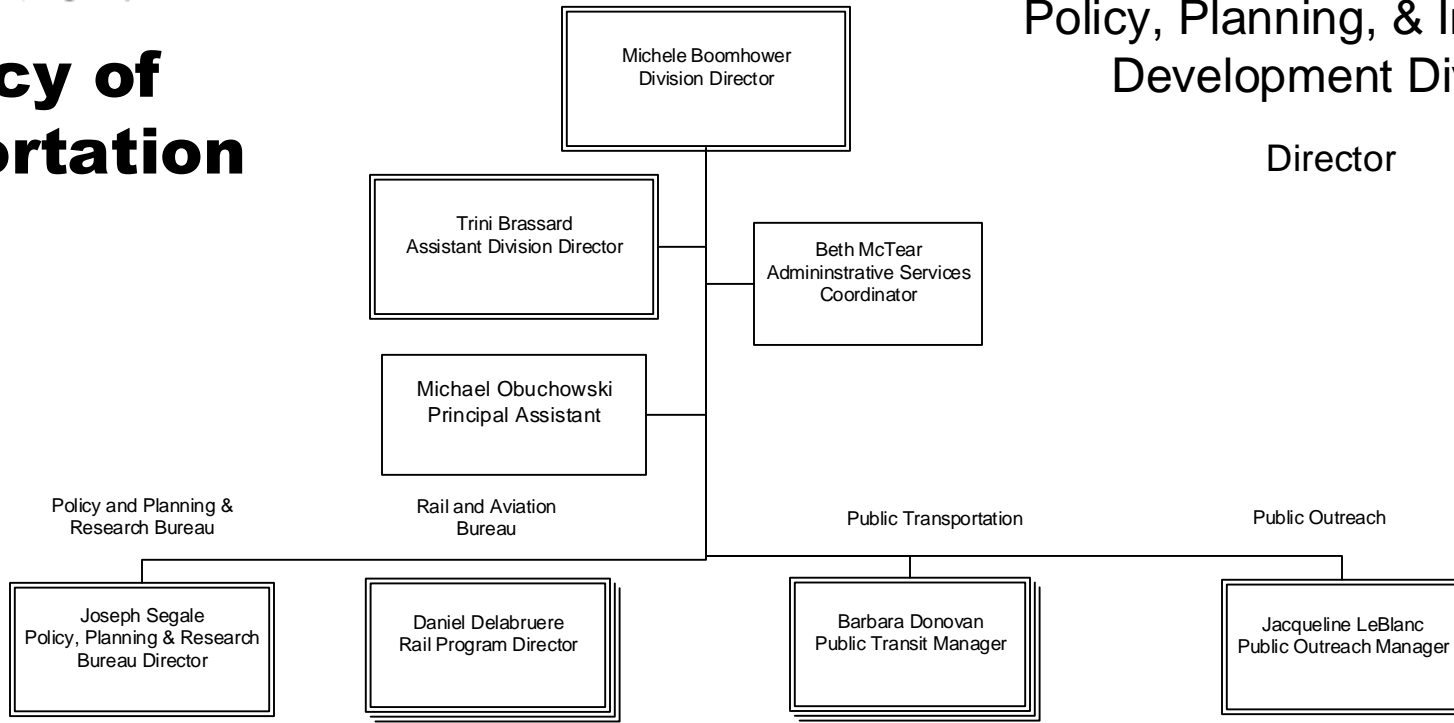 cy of
ortation
Policy, Planning, & I
Development Di
Director
Michele Boomhower
Division Director
Trini Brassard
Assistant Division Director
Beth McTear
Admininstrative Services
Coordinator
Michael Obuchowski
Principal Assistant
Policy and Planning &
Research Bureau
Rail and Aviation
Bureau
Public Transportation
Public Outreach
Joseph Segale
Policy, Planning & Research
Bureau Director
Daniel Delabruere
Rail Program Director
Barbara Donovan
Public Transit Manager
Jacqueline LeBlanc
Public Outreach Manager